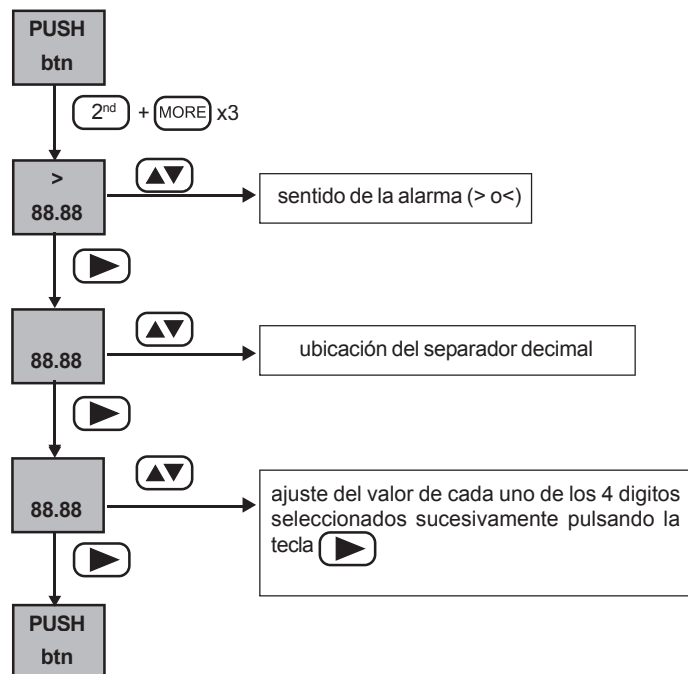 PUSH
btn
2nd + MORE x3
>
88.88
sentido de la alarma (> o<)
88.88
ubicación del separador decimal
88.88
ajuste del valor de cada uno de los 4 digitos
seleccionados sucesivamente pulsando la
tecla
PUSH
btn